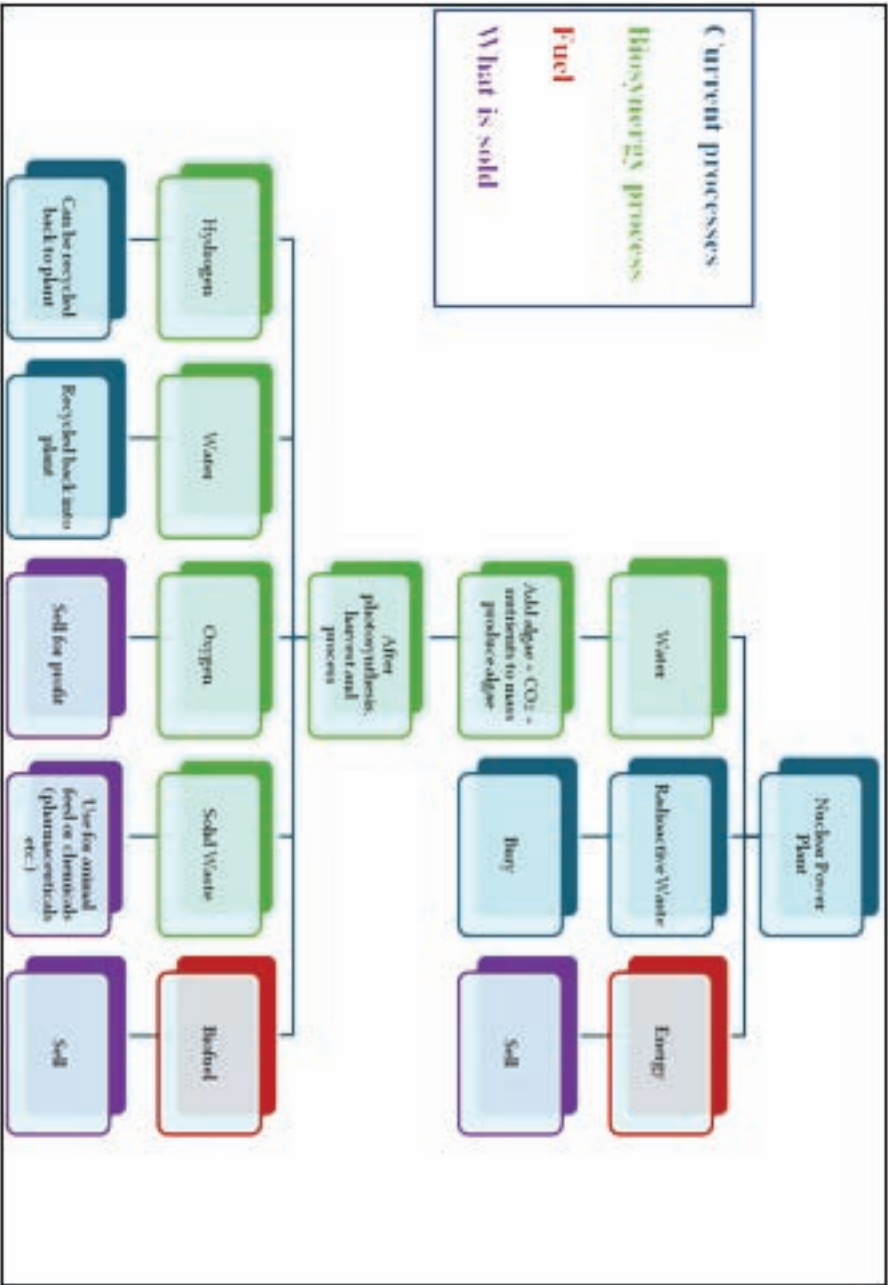 Current processes
Biosynergy process
Fuel
What is sold
Nuclear Power
Plant
Water
Radioactive Waste
Energy
Add algae + CO₂ +
nutrients to mass
produce algae
Bury
Sell
After
photosynthesis,
harvest and
process
Hydrogen
Water
Oxygen
Solid Waste
Biofuel
Can be recycled
back to plant
Recycled back into
plant
Sell for profit
Use for animal
feed or chemicals
(pharmaceuticals
etc.)
Sell